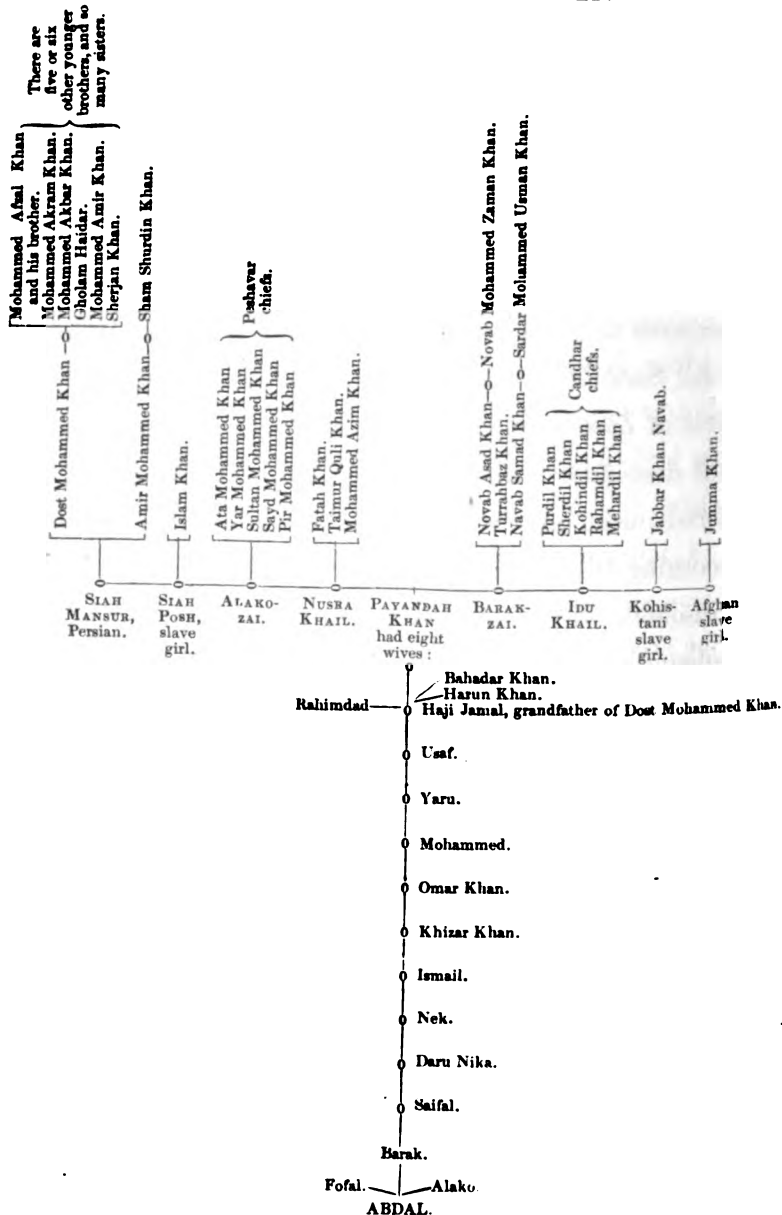 Mohammed Afzal Khan
and his brother.
Mohammed Akram Khan.
Mohammed Akbar Khan.
Gholam Haidar.
Mohammed Amir Khan.
Sherjan Khan.
There are
five or six
other younger
brothers, and so
many sisters.
Dost Mohammed Khan
Amir Mohammed Khan
Sham Shurdin Khan.
Islam Khan.
Ata Mohammed Khan
Yar Mohammed Khan
Sultan Mohammed Khan
Sayd Mohammed Khan
Pir Mohammed Khan
Peshavar
chiefs.
Fatah Khan.
Taimur Quli Khan.
Mohammed Azim Khan.
Novab Asad Khan—o—Novab Mohammed Zaman Khan.
Turrahbaz Khan.
Navab Samad Khan—o—Sardar Mohammed Usman Khan.
Purdil Khan
Sherdil Khan
Kohindil Khan
Rahamdil Khan
Mehardil Khan
Candhar
chiefs.
Jabbar Khan Navab.
Jumma Khan.
SIAH
MANSUR,
Persian.
SIAH
POSH,
slave
girl.
ALAKO-
ZAI.
NUSRA
KHAIL.
PAYANDAH
KHAN
had eight
wives :
BARAK-
ZAI.
IDU
KHAIL.
Kohis-
tani
slave
girl.
Afghan
slave
girl.
Bahadar Khan.
Harun Khan.
Rahimdad
Haji Jamal, grandfather of Dost Mohammed Khan.
Usaf.
Yaru.
Mohammed.
Omar Khan.
Khizar Khan.
Ismail.
Nek.
Daru Nika.
Saifal.
Barak.
Fofal.
Alako.
ABDAL.